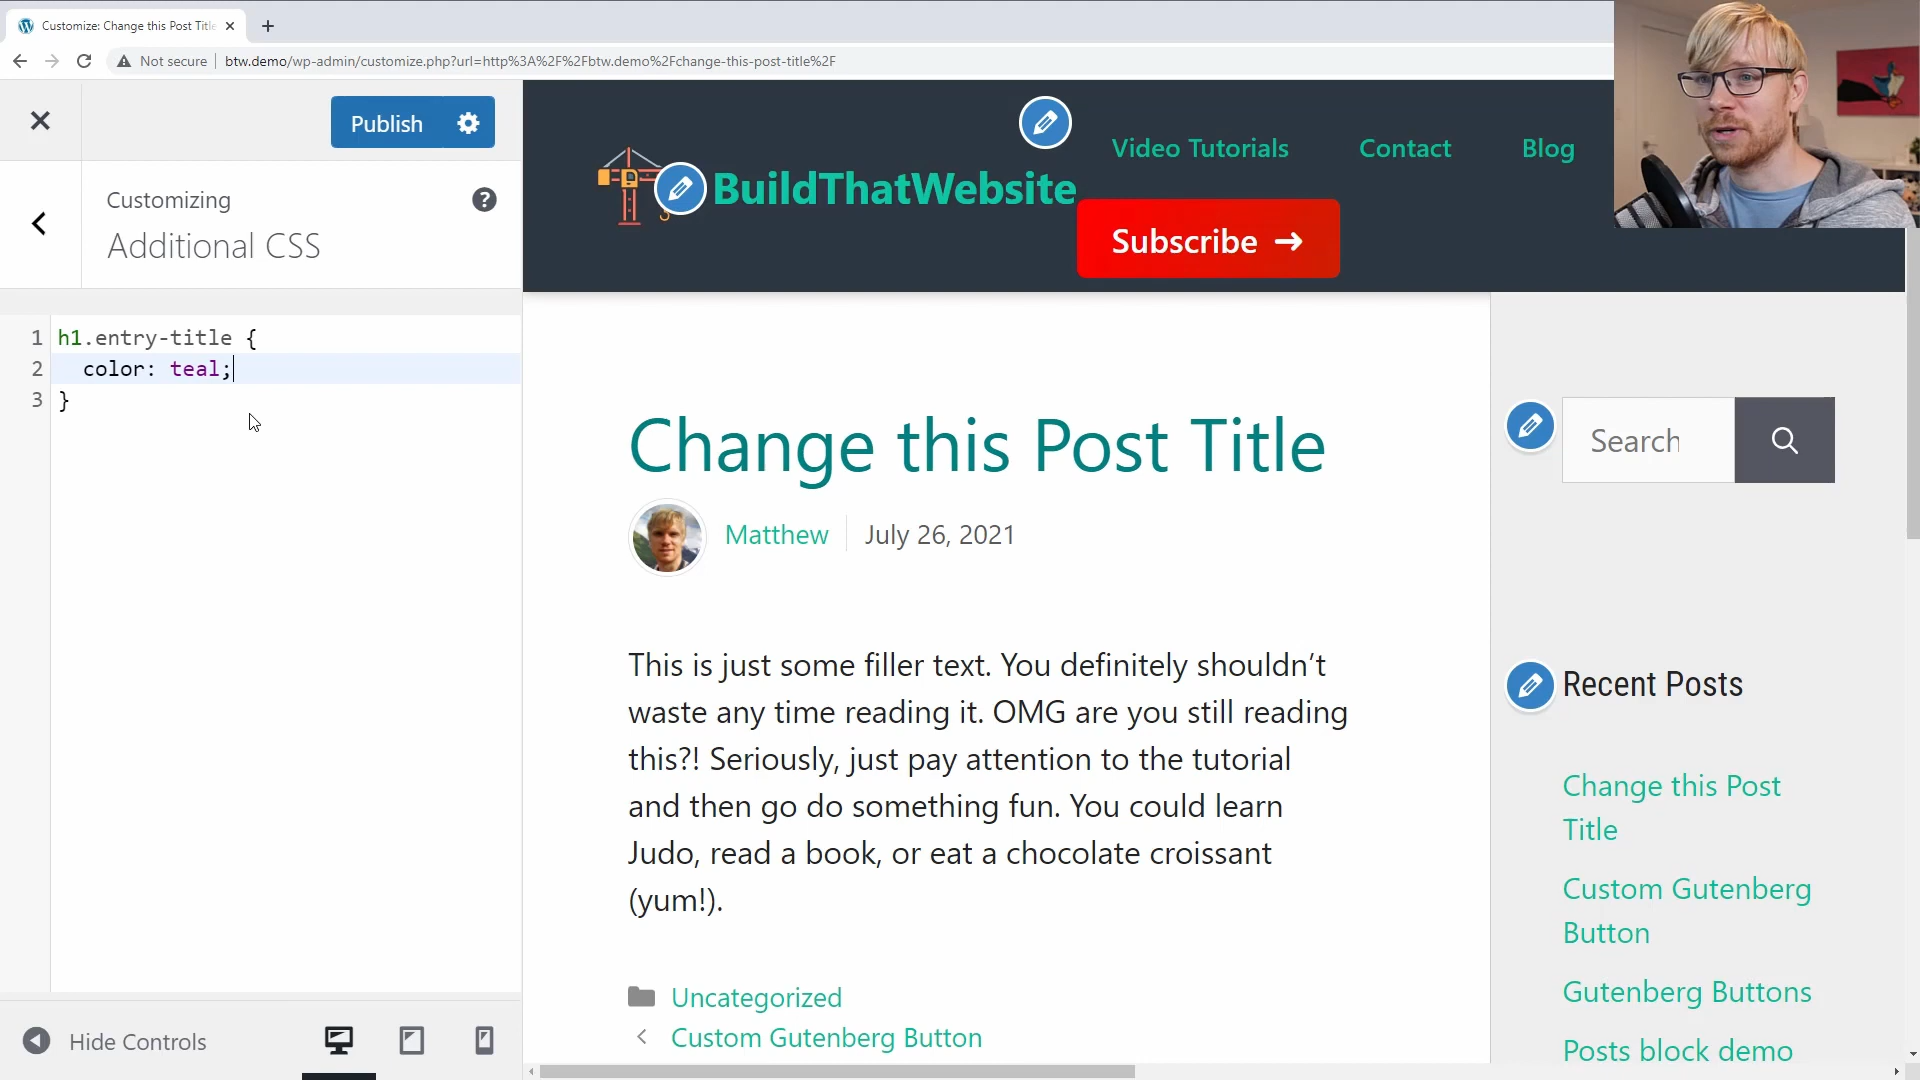 Customize: Change this Post Title
Not secure
btw.demo/wp-admin/customize.php?url=http%3A%2F%2Fbtw.demo%2Fchange-this-post-title%2F
Publish
Customizing
Additional CSS
1 h1.entry-title {
2 color: teal;
3 }
Hide Controls
BuildThatWebsite
Video Tutorials
Contact
Blog
Subscribe →
Change this Post Title
Matthew
July 26, 2021
This is just some filler text. You definitely shouldn’t
waste any time reading it. OMG are you still reading
this?! Seriously, just pay attention to the tutorial
and then go do something fun. You could learn
Judo, read a book, or eat a chocolate croissant
(yum!).
Uncategorized
Custom Gutenberg Button
Search
Recent Posts
Change this Post
Title
Custom Gutenberg
Button
Gutenberg Buttons
Posts block demo